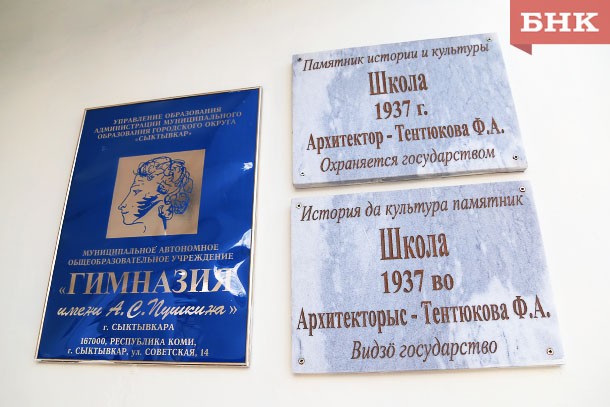 БНК
УПРАВЛЕНИЕ ОБРАЗОВАНИЯ
АДМИНИСТРАЦИИ МУНИЦИПАЛЬНОГО
ОБРАЗОВАНИЯ ГОРОДСКОГО ОКРУГА
«СЫКТЫВКАР»
МУНИЦИПАЛЬНОЕ АВТОНОМНОЕ
ОБЩЕОБРАЗОВАТЕЛЬНОЕ УЧРЕЖДЕНИЕ
«ГИМНАЗИЯ
имени А.С. Пушкина»
г. СЫКТЫВКАРА
167000, РЕСПУБЛИКА КОМИ,
г. СЫКТЫВКАР, ул. СОВЕТСКАЯ, 14
Памятник истории и культуры
Школа
1937 г.
Архитектор - Тентюкова Ф.А.
Охраняется государством
История да культура памятник
Школа
1937 во
Архитекторыс - Тентюкова Ф.А.
Видзӧ государство